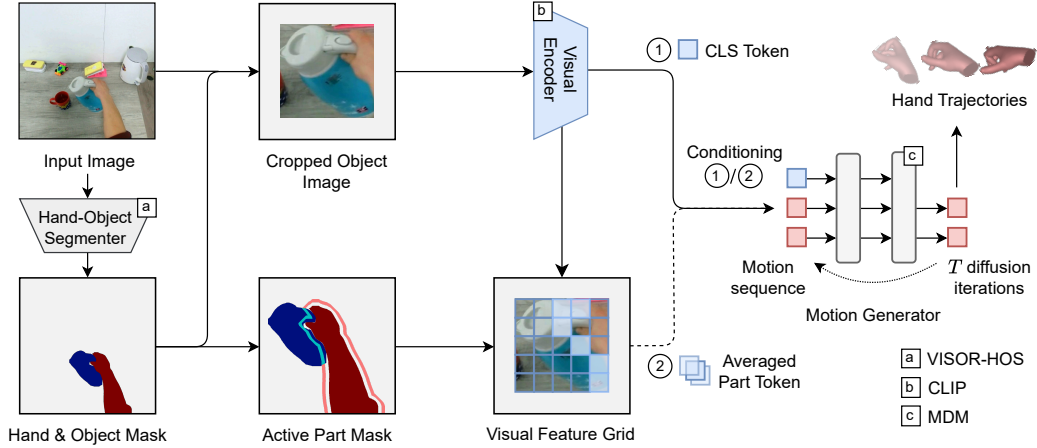 b
Visual
Encoder
1
CLS Token
Hand Trajectories
Input Image
Cropped Object
Image
Conditioning
1/2
c
a
Hand-Object
Segmenter
Motion
sequence
T diffusion
iterations
Motion Generator
2
Averaged
Part Token
a VISOR-HOS
b CLIP
c MDM
Hand & Object Mask
Active Part Mask
Visual Feature Grid